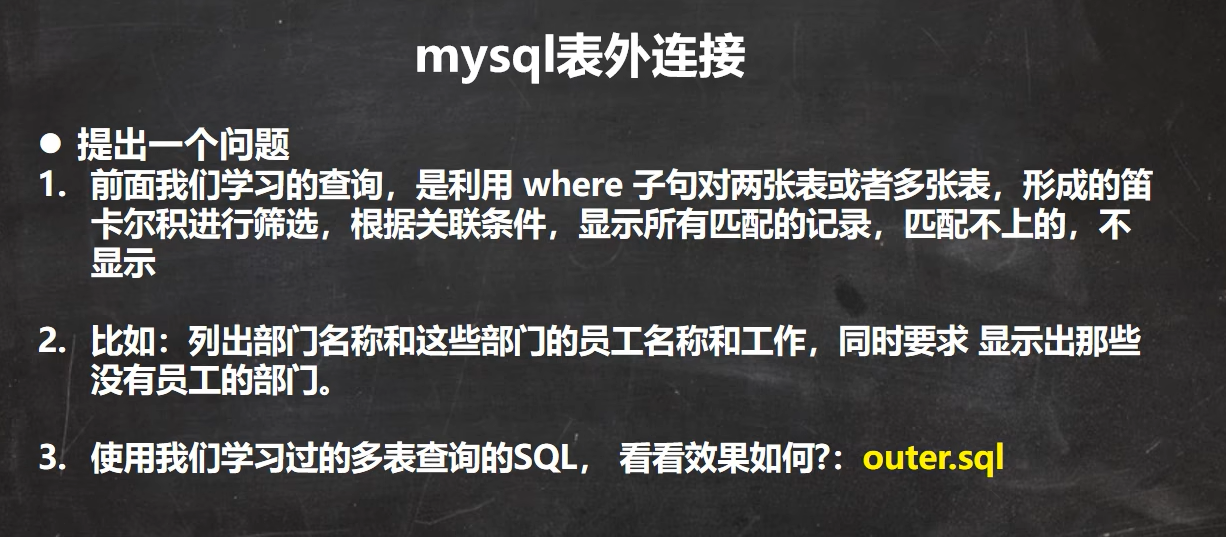 mysql表外连接
● 提出一个问题
1. 前面我们学习的查询，是利用 where 子句对两张表或者多张表，形成的笛
卡尔积进行筛选，根据关联条件，显示所有匹配的记录，匹配不上的，不
显示
2. 比如：列出部门名称和这些部门的员工名称和工作，同时要求 显示出那些
没有员工的部门。
3. 使用我们学习过的多表查询的SQL， 看看效果如何?：outer.sql